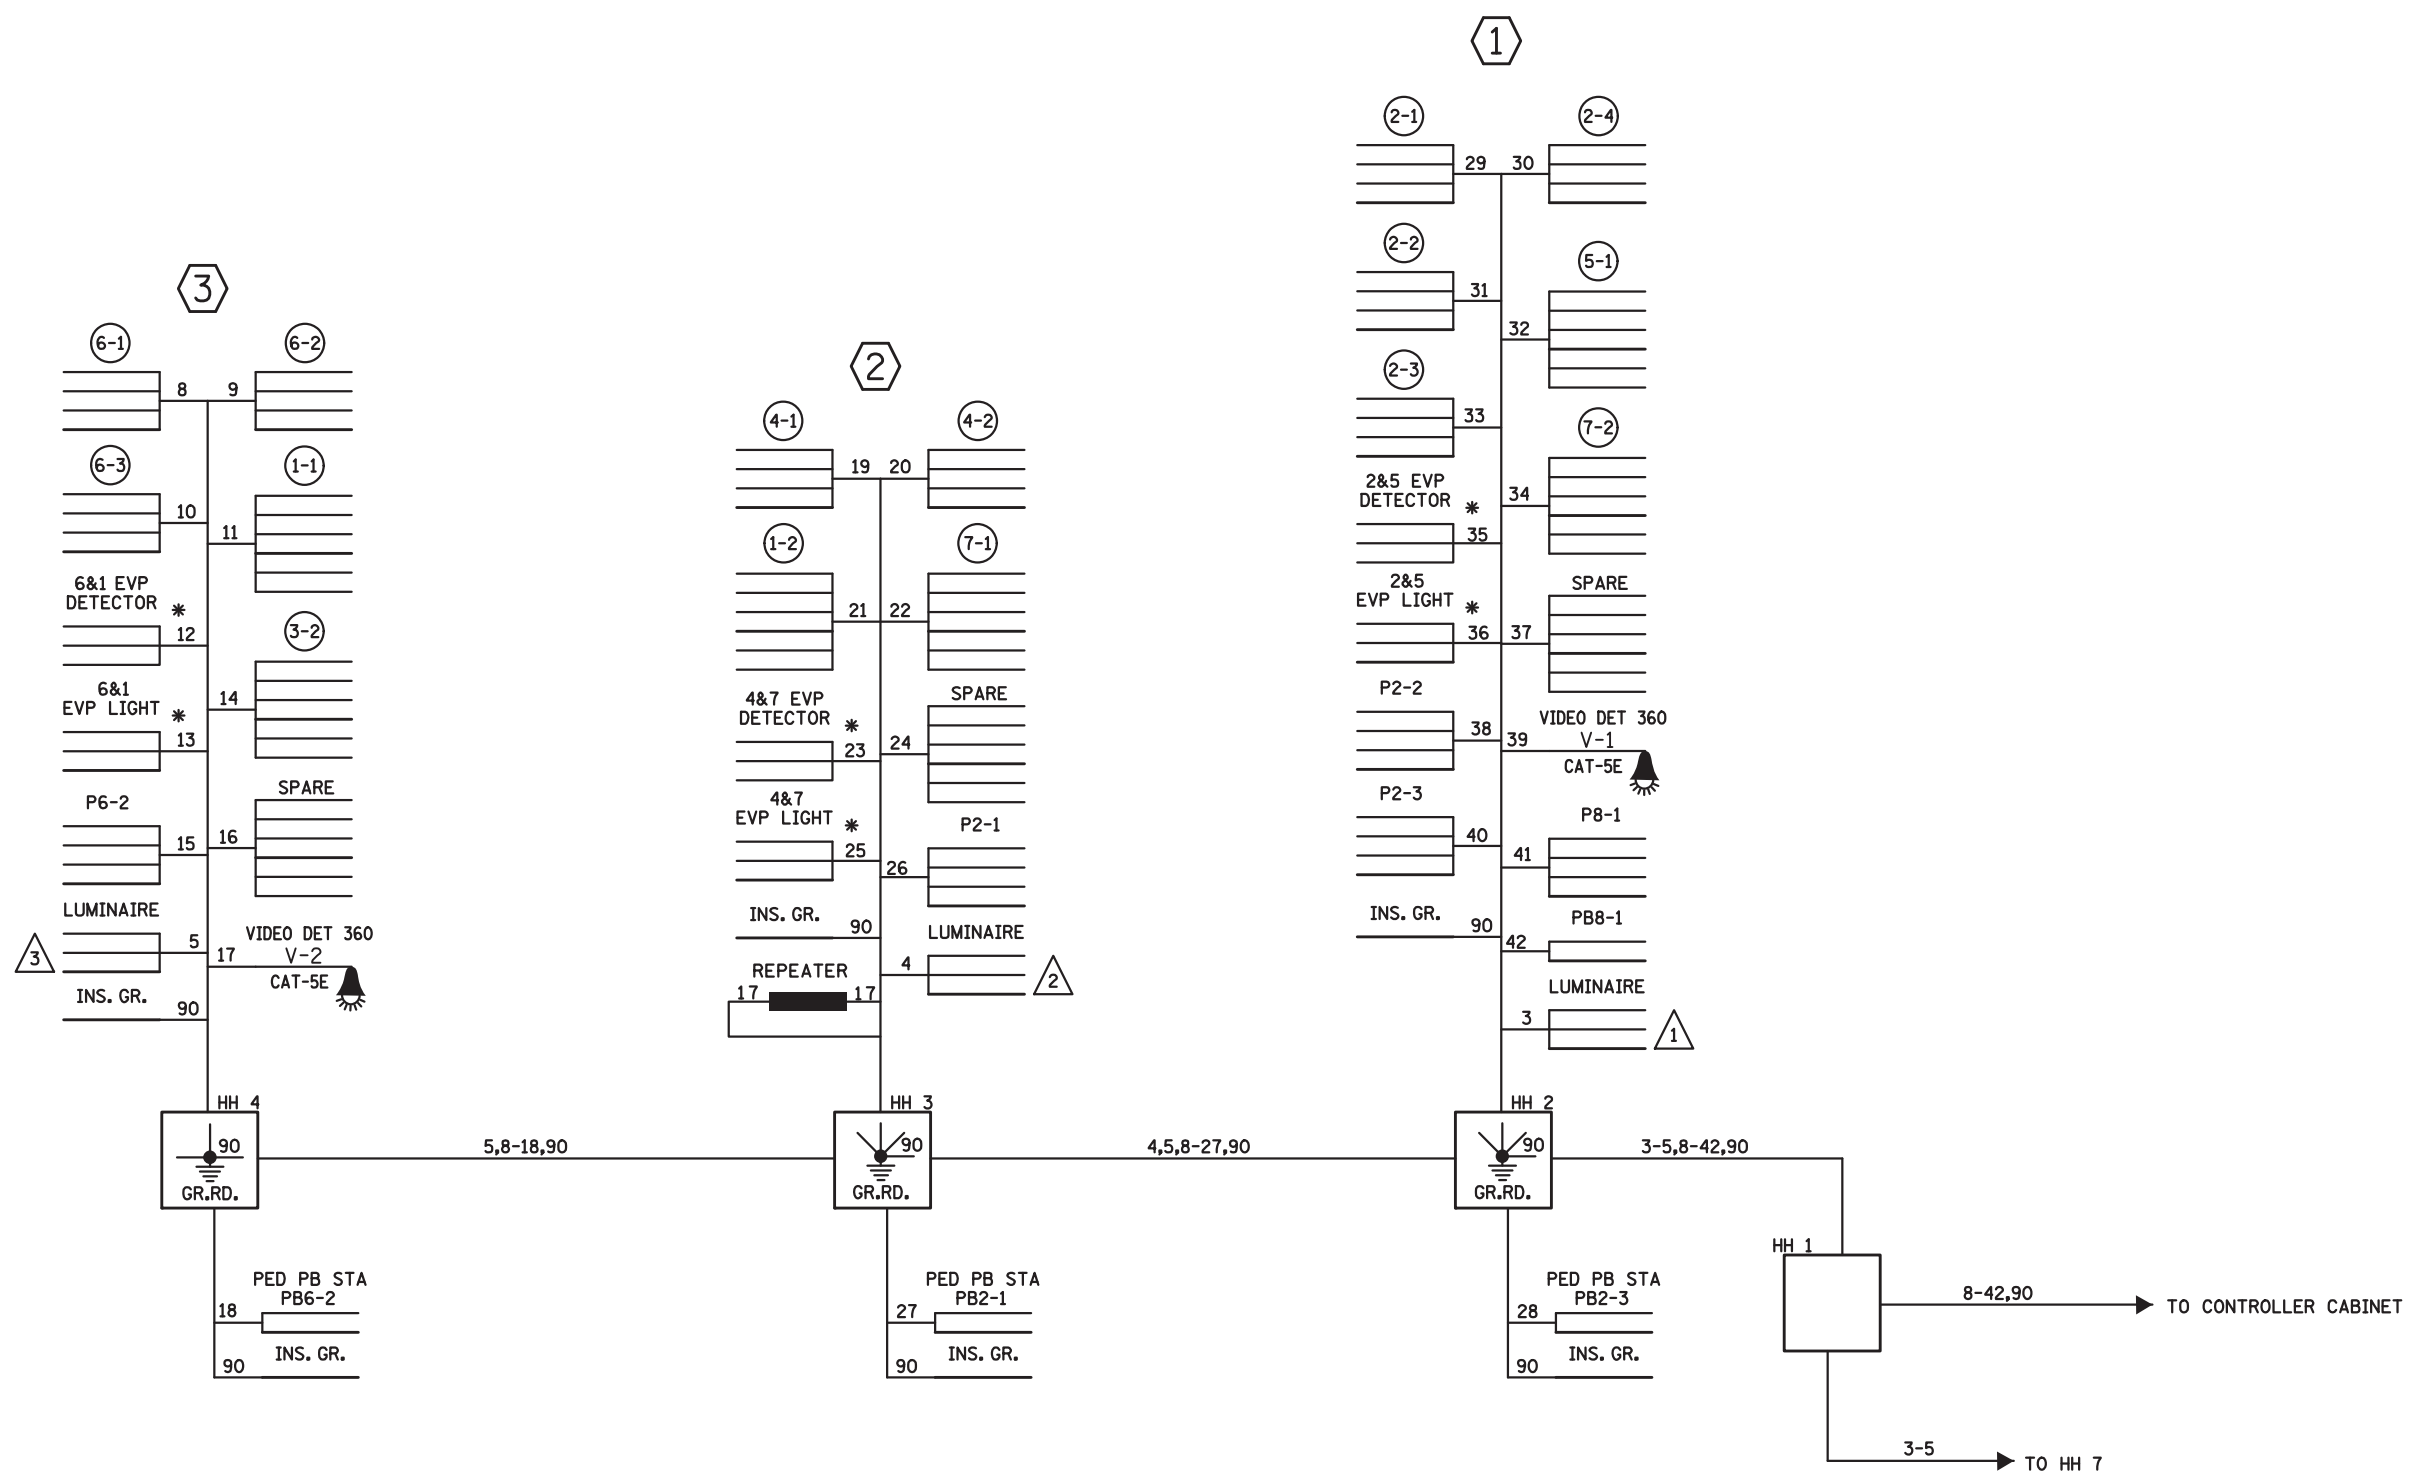 3
6-1
6-2
8
9
6-3
1-1
10
11
6&1 EVP
DETECTOR *
12
3-2
6&1
EVP LIGHT *
14
13
P6-2
SPARE
15
16
LUMINAIRE
VIDEO DET 360
3
5
17
V-2
CAT-5E
INS. GR.
90
HH 4
90
GR.RD.
PED PB STA
PB6-2
18
INS. GR.
90
5,8-18,90
2
4-1
4-2
19
20
1-2
7-1
21
22
4&7 EVP
DETECTOR *
SPARE
23
24
4&7
EVP LIGHT *
P2-1
25
26
INS. GR.
90
LUMINAIRE
4
2
REPEATER
17
17
HH 3
90
GR.RD.
PED PB STA
PB2-1
27
INS. GR.
90
4,5,8-27,90
1
2-1
2-4
29
30
2-2
5-1
31
32
2-3
7-2
33
2&5 EVP
DETECTOR *
34
35
2&5
EVP LIGHT *
SPARE
36
37
P2-2
VIDEO DET 360
38
39
V-1
CAT-5E
P2-3
P8-1
40
41
INS. GR.
PB8-1
90
42
LUMINAIRE
3
1
HH 2
90
GR.RD.
PED PB STA
PB2-3
28
INS. GR.
90
3-5,8-42,90
HH 1
8-42,90
TO CONTROLLER CABINET
3-5
TO HH 7